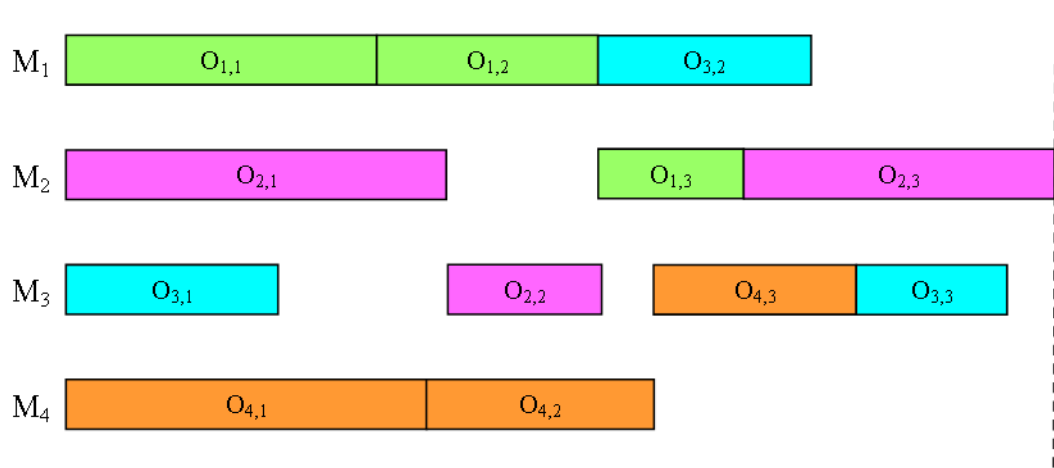 M₁ O₁,₁ O₁,₂ O₃,₂
M₂ O₂,₁ O₁,₃ O₂,₃
M₃ O₃,₁ O₂,₂ O₄,₃ O₃,₃
M₄ O₄,₁ O₄,₂